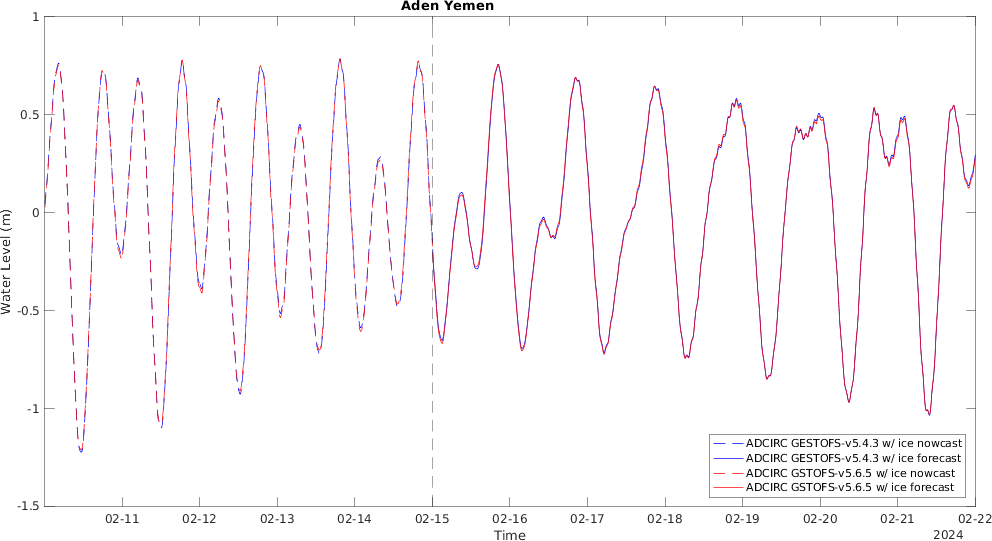 Aden Yemen
1
0.5
0
-0.5
-1
-1.5
Water Level (m)
02-11 02-12 02-13 02-14 02-15 02-16 02-17 02-18 02-19 02-20 02-21 02-22
Time
2024
ADCIRC GESTOFS-v5.4.3 w/ ice nowcast
ADCIRC GESTOFS-v5.4.3 w/ ice forecast
ADCIRC GSTOFS-v5.6.5 w/ ice nowcast
ADCIRC GSTOFS-v5.6.5 w/ ice forecast